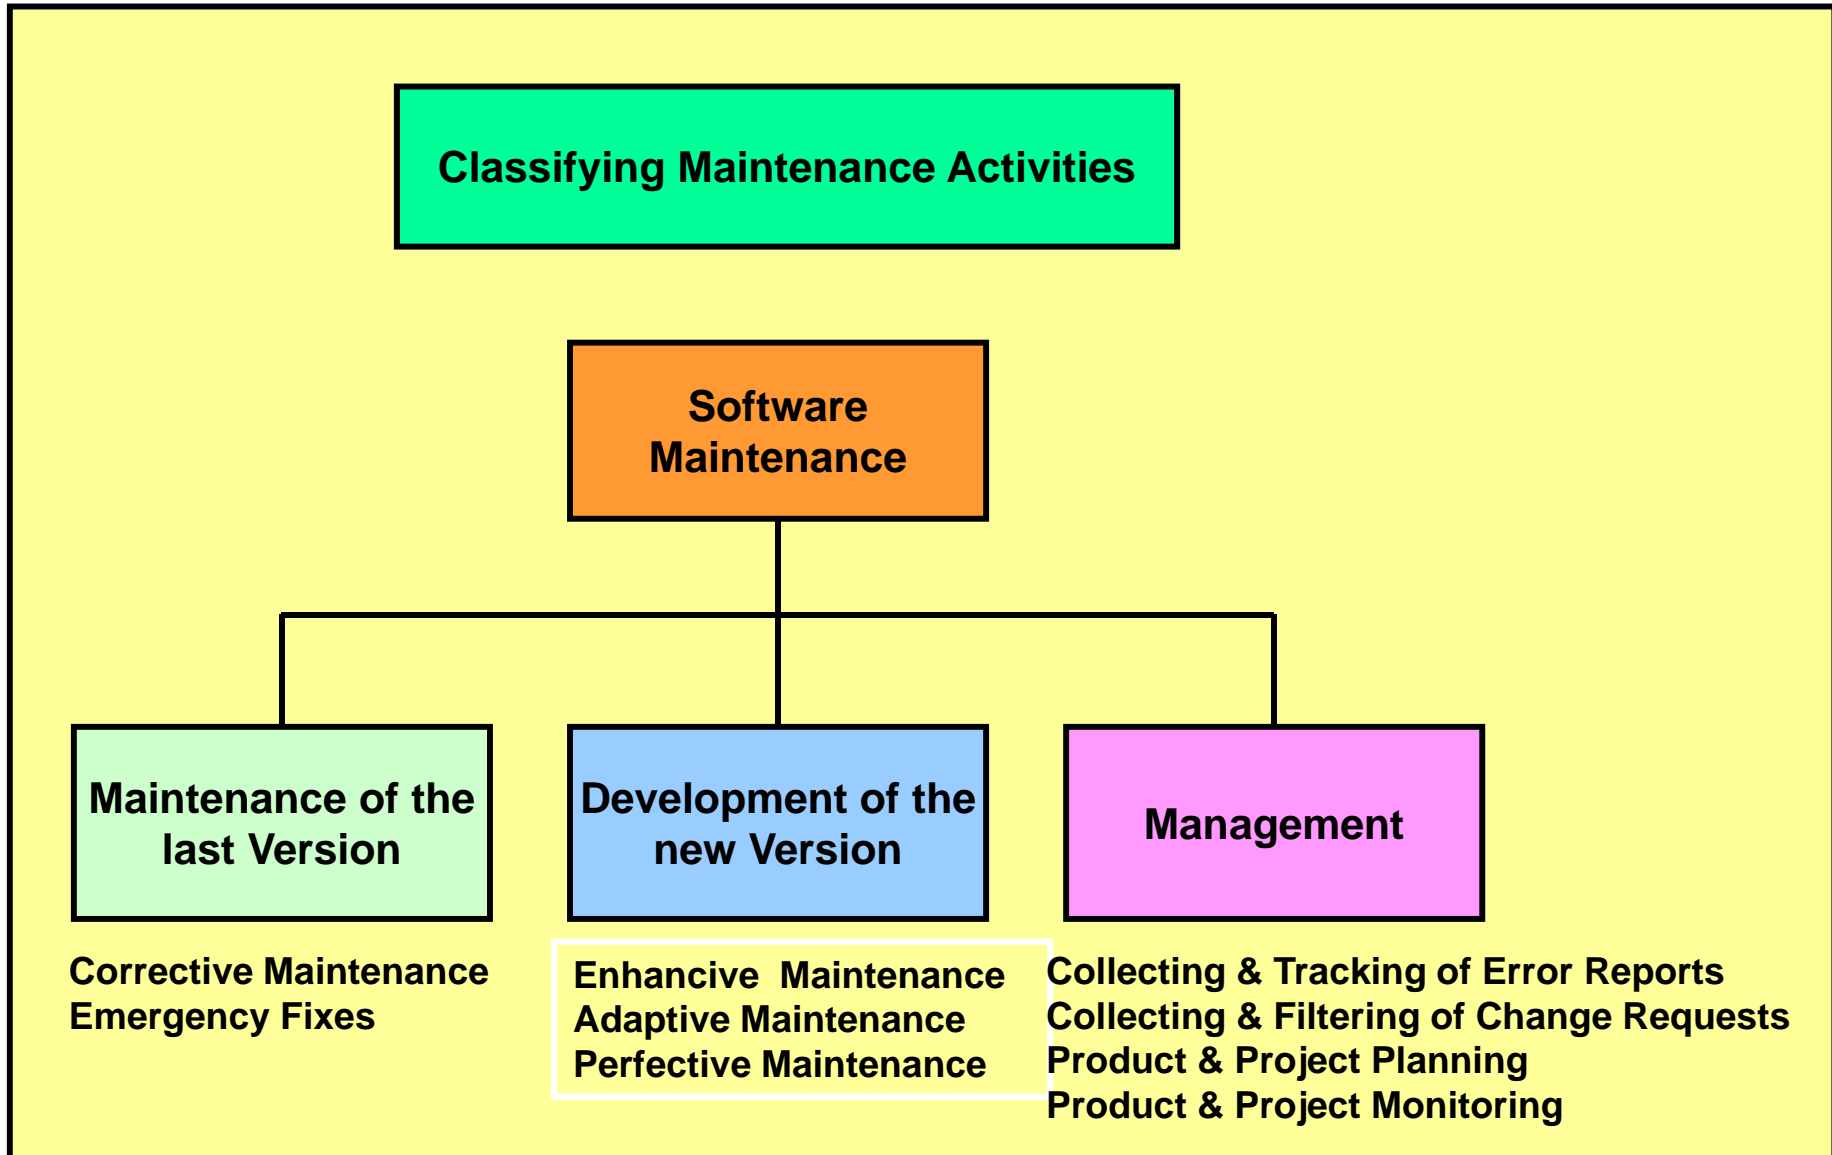 Classifying Maintenance Activities
Software
Maintenance
Maintenance of the
last Version
Development of the
new Version
Management
Corrective Maintenance
Emergency Fixes
Enhancive  Maintenance
Adaptive Maintenance
Perfective Maintenance
Collecting & Tracking of Error Reports
Collecting & Filtering of Change Requests
Product & Project Planning
Product & Project Monitoring